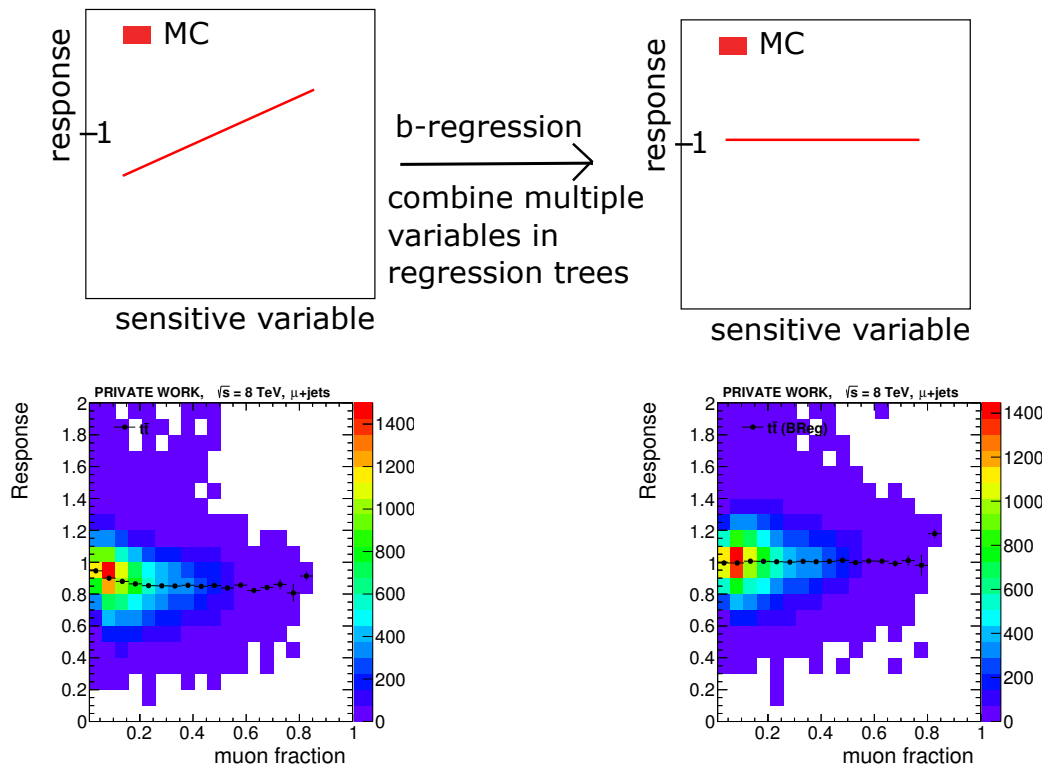 MC
response
1
sensitive variable
b-regression
combine multiple
variables in
regression trees
MC
response
1
sensitive variable
PRIVATE WORK, √s = 8 TeV, μ+jets
tt̄
Response
2
1.8
1.6
1.4
1.2
1
0.8
0.6
0.4
0.2
0
0.2
0.4
0.6
0.8
1
muon fraction
1400
1200
1000
800
600
400
200
0
PRIVATE WORK, √s = 8 TeV, μ+jets
tt̄ (BReg)
Response
2
1.8
1.6
1.4
1.2
1
0.8
0.6
0.4
0.2
0
0.2
0.4
0.6
0.8
1
muon fraction
1400
1200
1000
800
600
400
200
0